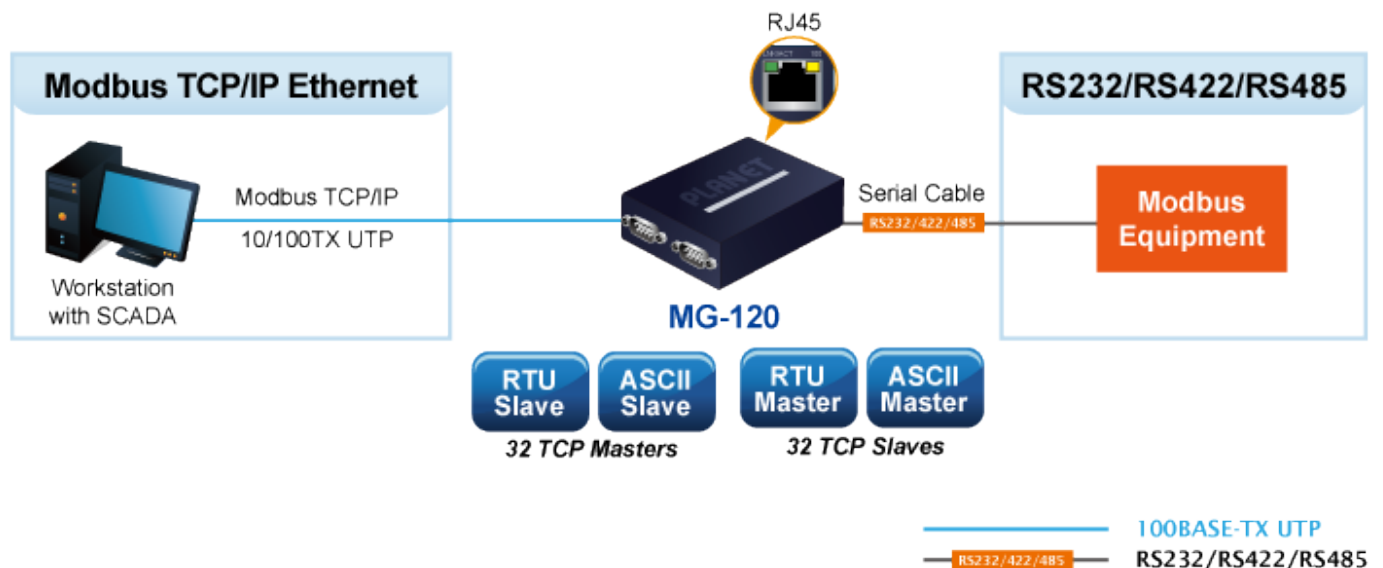 RJ45
Modbus TCP/IP Ethernet
RS232/RS422/RS485
PLANET
Modbus TCP/IP
10/100TX UTP
Workstation
with SCADA
Serial Cable
RS232/422/485
Modbus
Equipment
MG-120
RTU
Slave
ASCII
Slave
RTU
Master
ASCII
Master
32 TCP Masters
32 TCP Slaves
100BASE-TX UTP
RS232/422/485
RS232/RS422/RS485